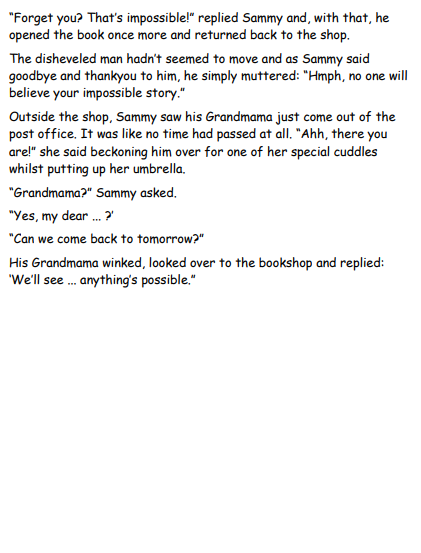 “Forget you? That’s impossible!” replied Sammy and, with that, he
opened the book once more and returned back to the shop.
The disheveled man hadn’t seemed to move and as Sammy said
goodbye and thankyou to him, he simply muttered: “Hmph, no one will
believe your impossible story.”
Outside the shop, Sammy saw his Grandmama just come out of the
post office. It was like no time had passed at all. “Ahh, there you
are!” she said beckoning him over for one of her special cuddles
whilst putting up her umbrella.
“Grandmama?” Sammy asked.
“Yes, my dear … ?’
“Can we come back to tomorrow?”
His Grandmama winked, looked over to the bookshop and replied:
‘We’ll see … anything’s possible.”